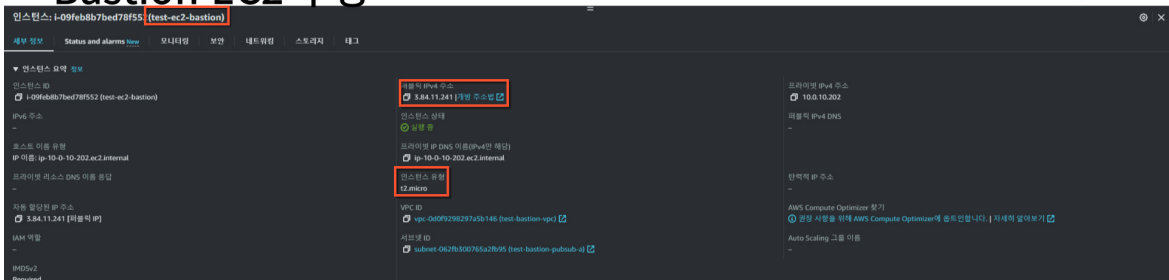 Bastion EC2 구성
인스턴스: i-09feb8b7bed78f552 (test-ec2-bastion)
세부 정보 Status and alarms New 모니터링 보안 네트워킹 스토리지 태그
▼ 인스턴스 요약 정보
인스턴스 ID
i-09feb8b7bed78f552 (test-ec2-bastion)
퍼블릭 IPv4 주소
3.84.11.241 |개방 주소법
프라이빗 IPv4 주소
10.0.10.202
IPv6 주소
–
인스턴스 상태
실행 중
퍼블릭 IPv4 DNS
–
호스트 이름 유형
IP 이름: ip-10-0-10-202.ec2.internal
프라이빗 IP DNS 이름(IPv4만 해당)
ip-10-0-10-202.ec2.internal
프라이빗 리소스 DNS 이름 응답
–
인스턴스 유형
t2.micro
탄력적 IP 주소
–
자동 할당된 IP 주소
3.84.11.241 [퍼블릭 IP]
VPC ID
vpc-0d0f9298297a5b146 (test-bastion-vpc)
AWS Compute Optimizer 찾기
권장 사항을 위해 AWS Compute Optimizer에 옵트인합니다. | 자세히 알아보기
IAM 역할
–
서브넷 ID
subnet-062fb300765a2fb95 (test-bastion-pubsub-a)
Auto Scaling 그룹 이름
–
IMDSv2
Required